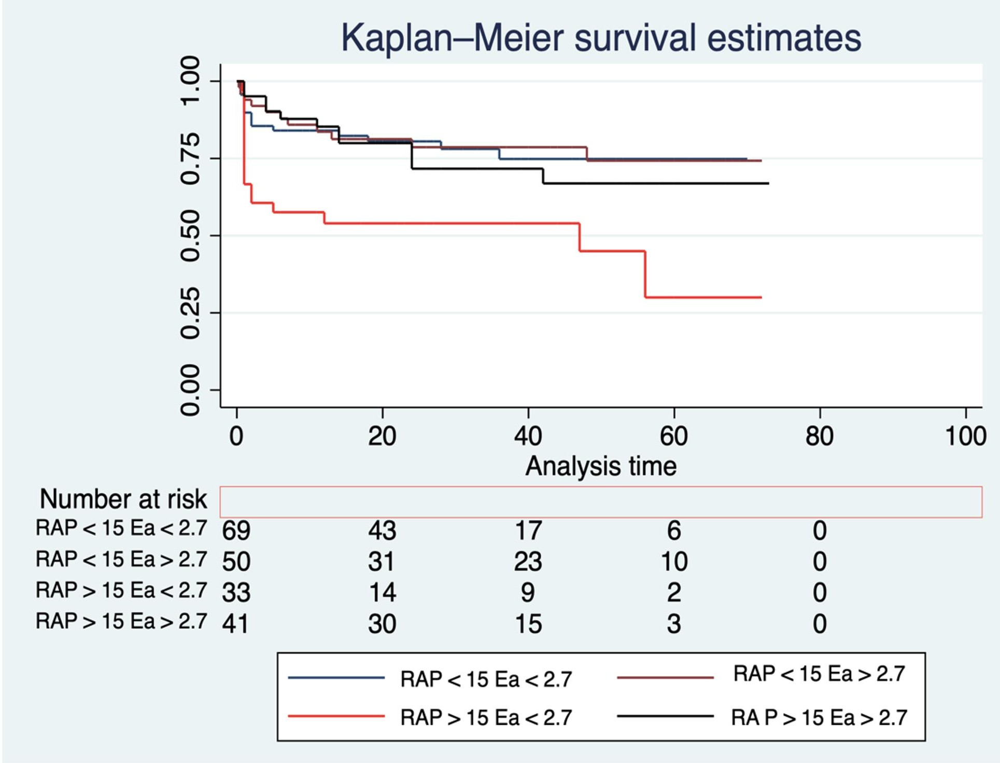 Kaplan–Meier survival estimates
1.00
0.75
0.50
0.25
0.00
0 20 40 60 80 100
Analysis time
Number at risk
RAP < 15 Ea < 2.7 69 43 17 6 0
RAP < 15 Ea > 2.7 50 31 23 10 0
RAP > 15 Ea < 2.7 33 14 9 2 0
RAP > 15 Ea > 2.7 41 30 15 3 0
RAP < 15 Ea < 2.7 RAP < 15 Ea > 2.7
RAP > 15 Ea < 2.7 RA P > 15 Ea > 2.7